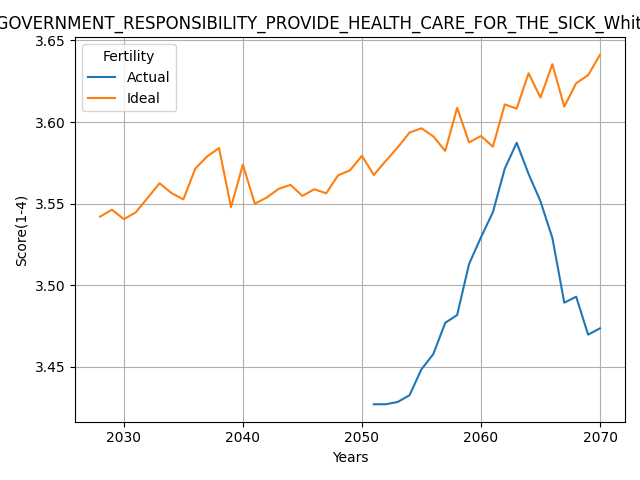 GOVERNMENT_RESPONSIBILITY_PROVIDE_HEALTH_CARE_FOR_THE_SICK_Whit
3.65
Fertility
Actual
Ideal
3.60
3.55
3.50
3.45
Score(1-4)
2030 2040 2050 2060 2070
Years